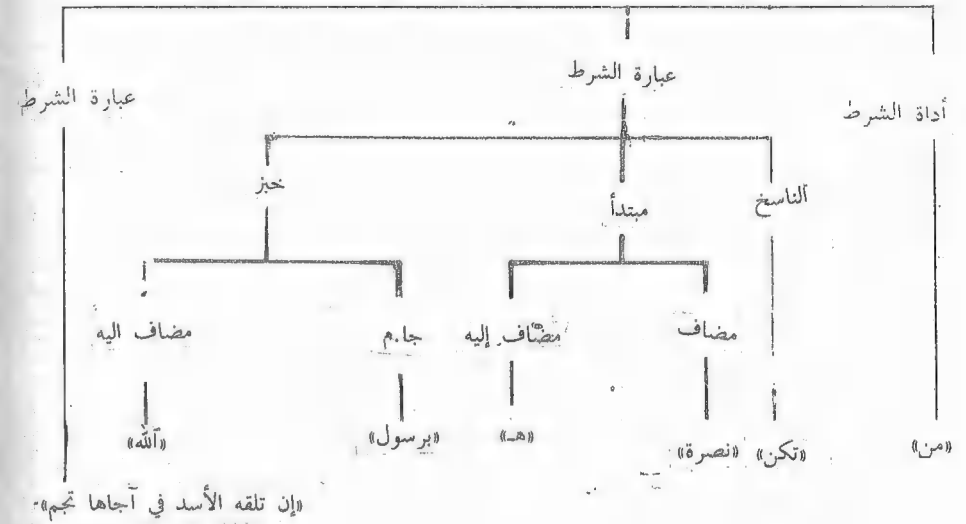 عبارة الشرط
أداة الشرط
عبارة الشرط
الناسخ
مبتدأ
خبر
مضاف
مضاف إليه
جا.م
مضاف اليه
«من»
«تكن»
«نصرة»
«هـ»
«برسول»
«الله»
«إن تلقه الأسد في آجاها تجم»